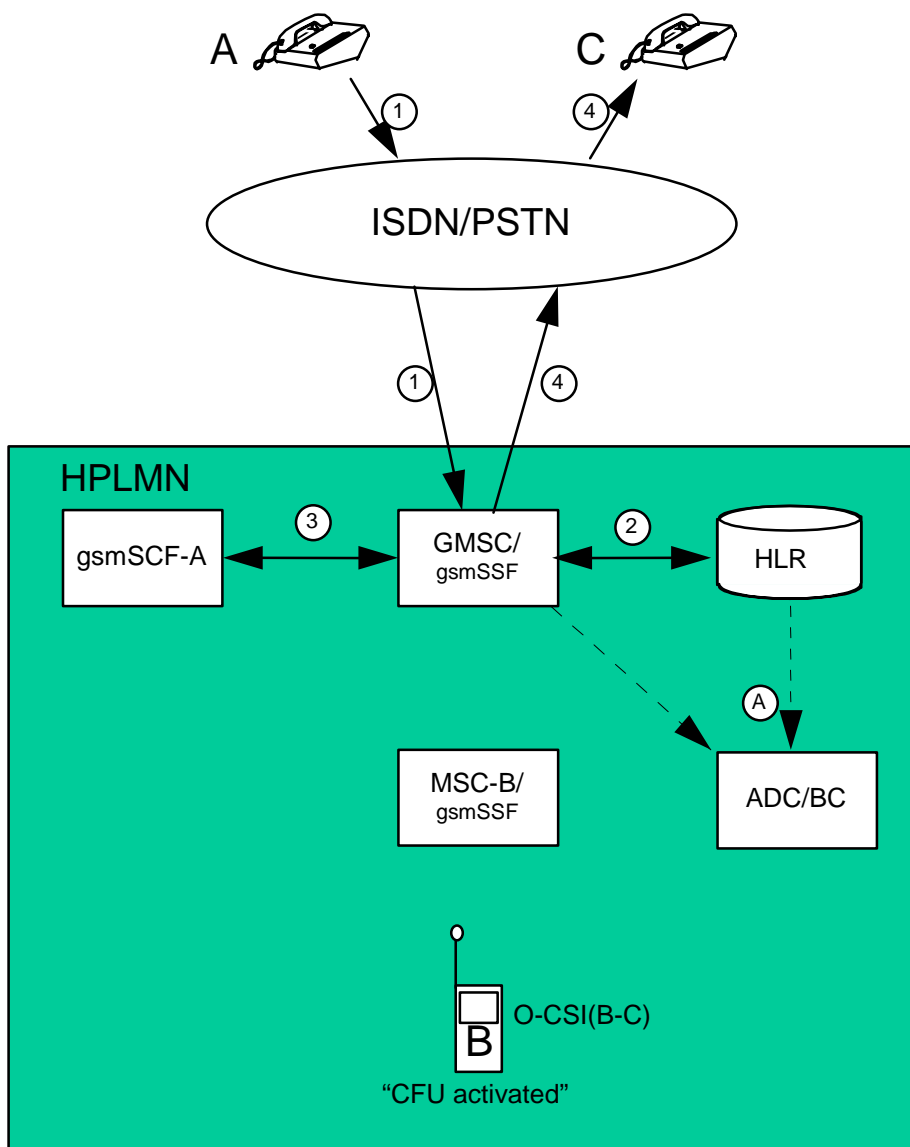 A
C
1
4
ISDN/PSTN
1
4
HPLMN
gsmSCF-A
3
GMSC/
gsmSSF
2
HLR
A
MSC-B/
gsmSSF
ADC/BC
O-CSI(B-C)
B
“CFU activated”